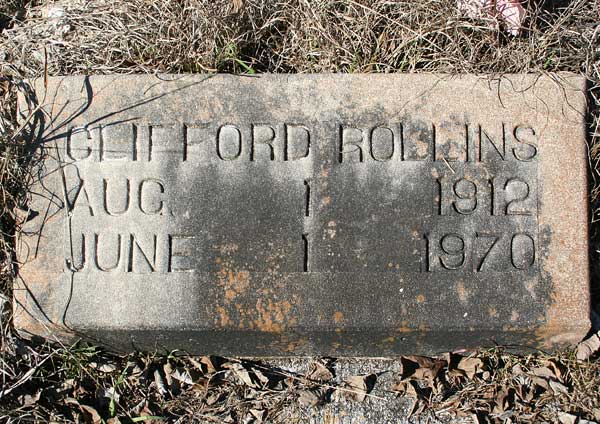 CLIFFORD ROLLINS
AUG. 1 1912
JUNE 1 1970